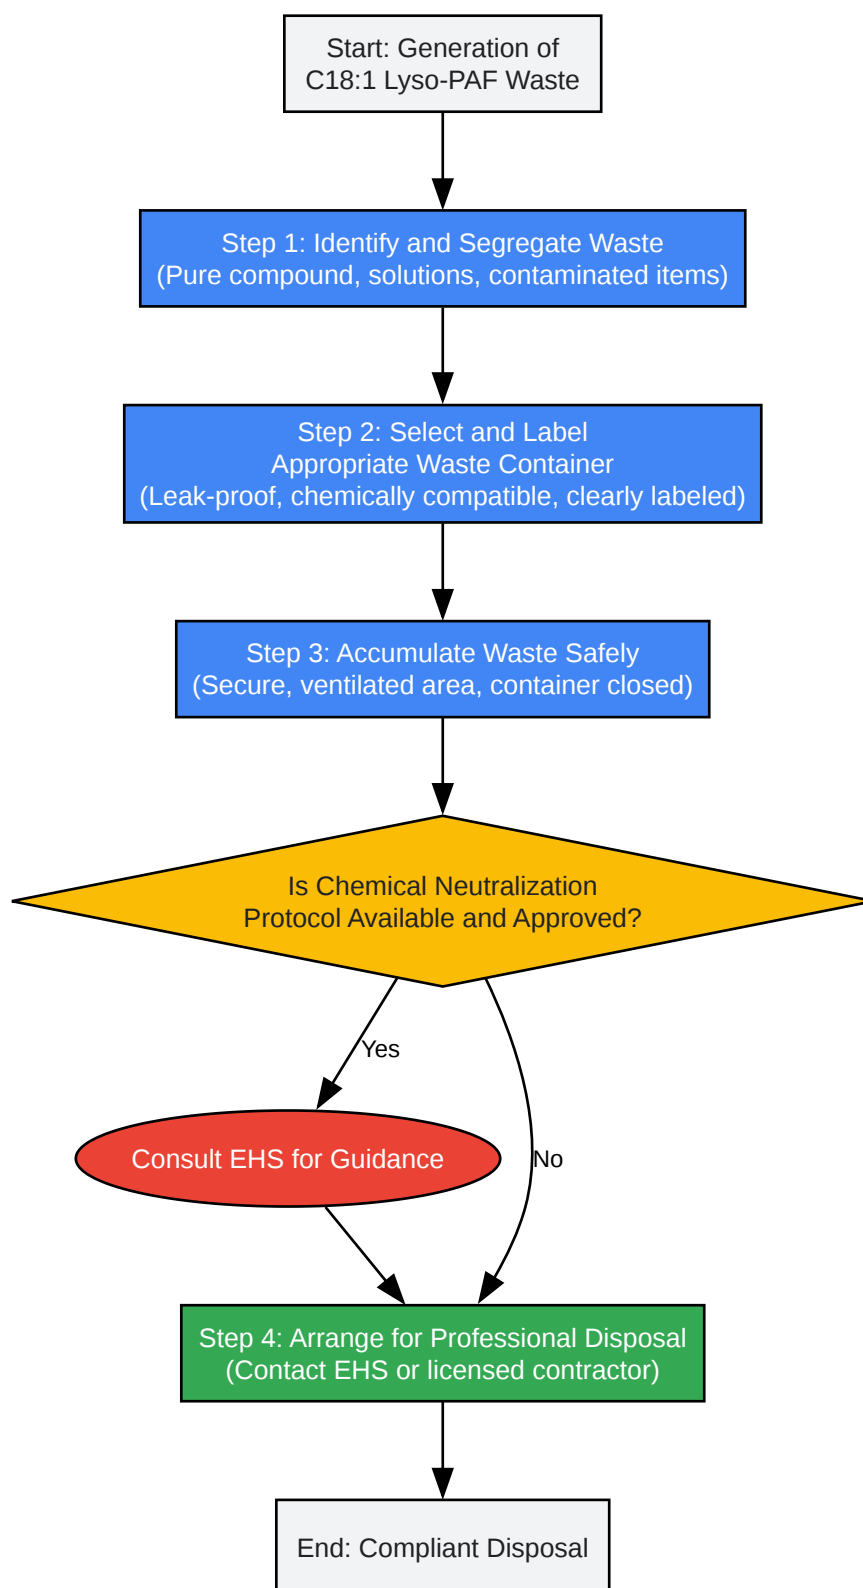 Start: Generation of
C18:1 Lyso-PAF Waste
Step 1: Identify and Segregate Waste
(Pure compound, solutions, contaminated items)
Step 2: Select and Label
Appropriate Waste Container
(Leak-proof, chemically compatible, clearly labeled)
Step 3: Accumulate Waste Safely
(Secure, ventilated area, container closed)
Is Chemical Neutralization
Protocol Available and Approved?
Yes
Consult EHS for Guidance
No
Step 4: Arrange for Professional Disposal
(Contact EHS or licensed contractor)
End: Compliant Disposal